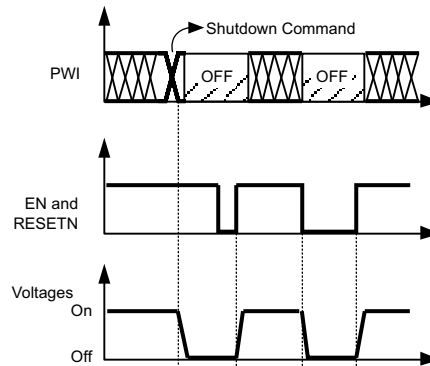 Shutdown Command
PWI
OFF
OFF
EN and
RESETN
Voltages
On
Off